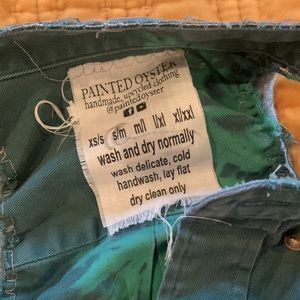 PAINTED OYSTER
handmade, upcycled clothing
@paintedoyster
xs/s s/m m/l l/xl xl/xxl
wash and dry normally
wash delicate, cold
handwash, lay flat
dry clean only